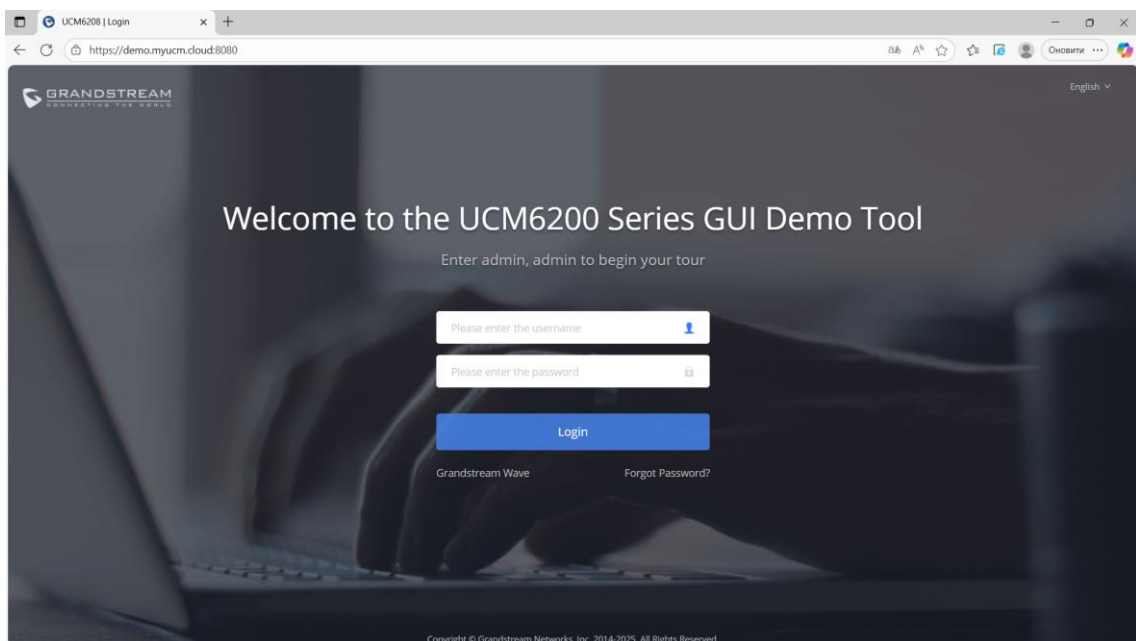 UCM6208 | Login
https://demo.myucm.cloud:8080
Оновити
GRANDSTREAM
CONNECTING THE WORLD
English
Welcome to the UCM6200 Series GUI Demo Tool
Enter admin, admin to begin your tour
Please enter the username
Please enter the password
Login
Grandstream Wave Forgot Password?
Copyright © Grandstream Networks, Inc. 2014-2025. All Rights Reserved.